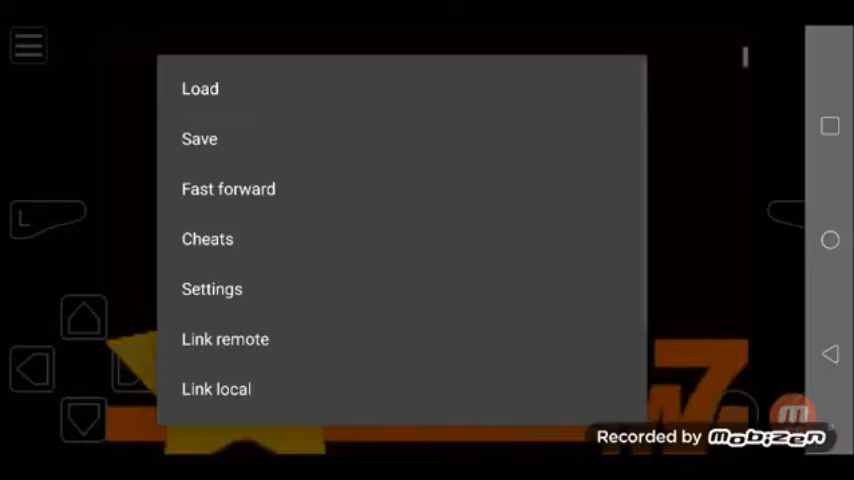 Load
Save
Fast forward
Cheats
Settings
Link remote
Link local
L
Recorded by mobizen